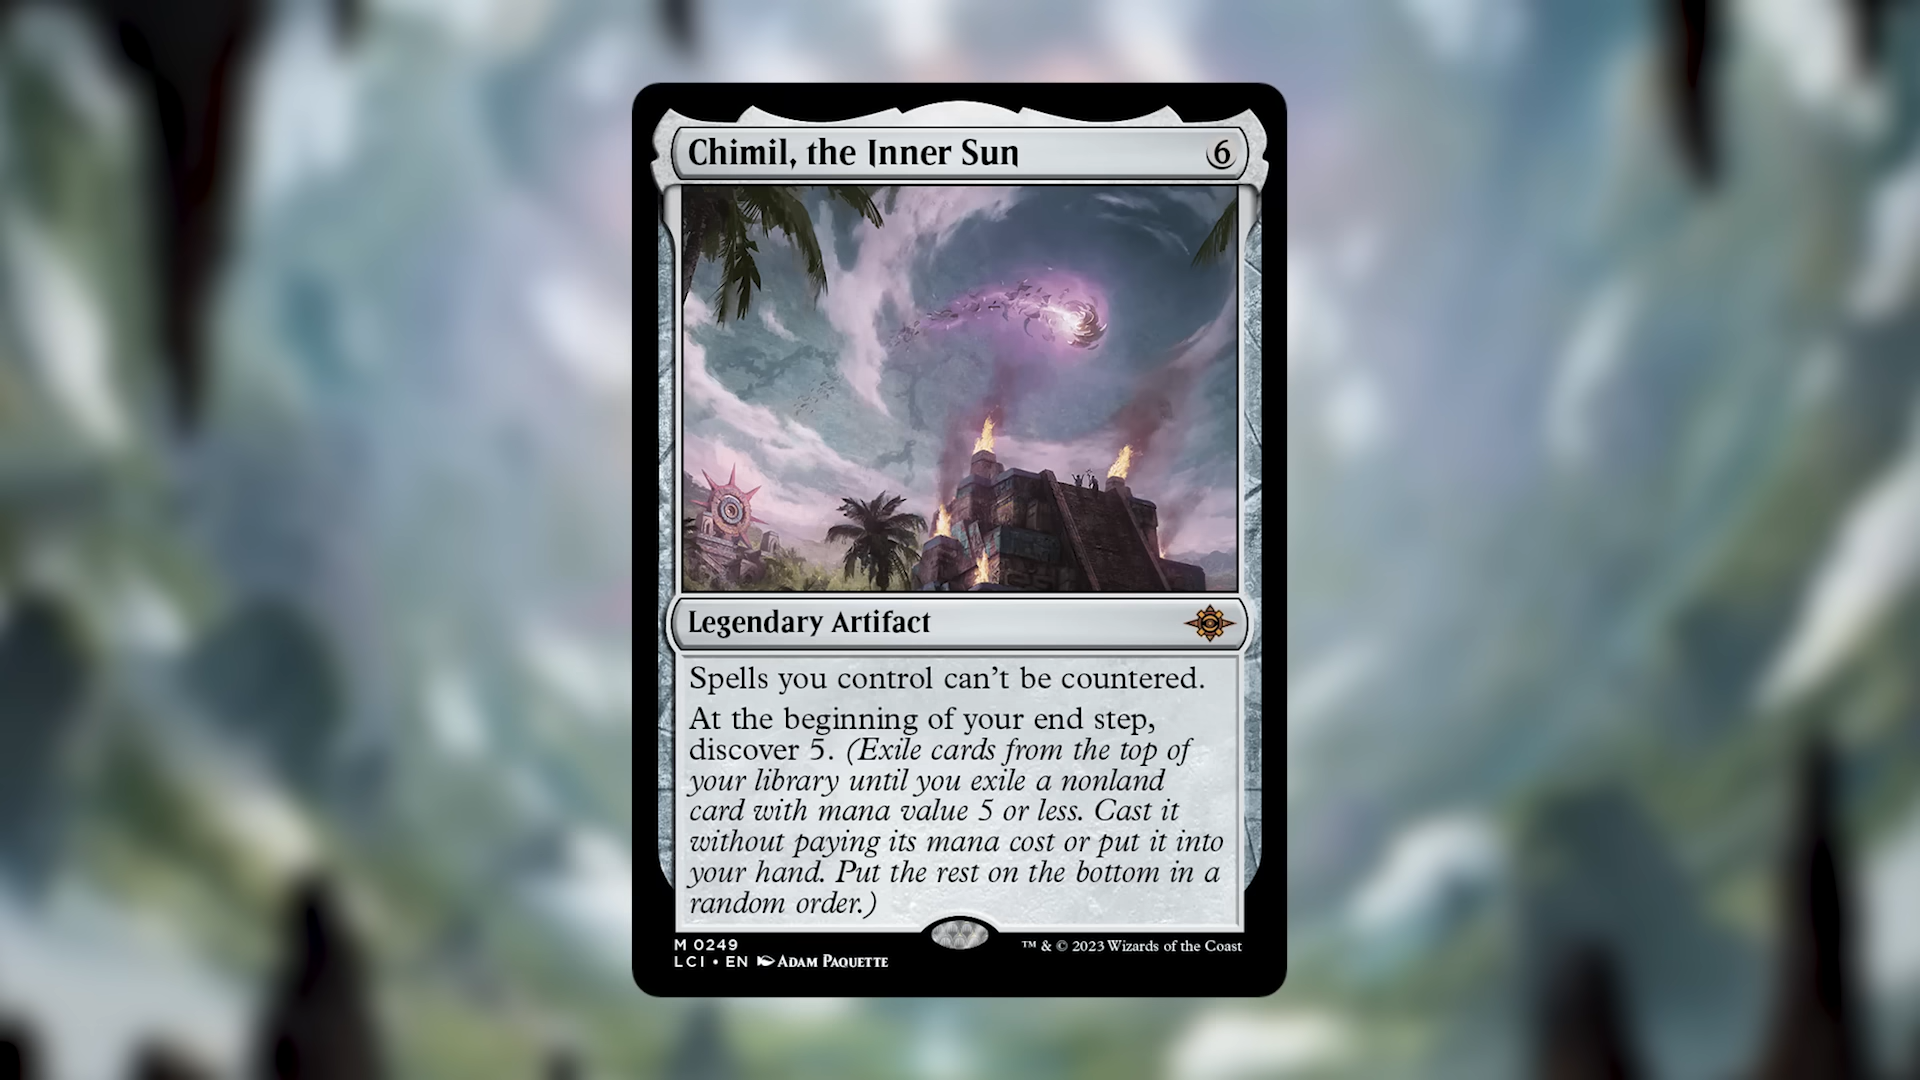 Chimil, the Inner Sun 6
Legendary Artifact
Spells you control can't be countered.
At the beginning of your end step,
discover 5. (Exile cards from the top of
your library until you exile a nonland
card with mana value 5 or less. Cast it
without paying its mana cost or put it into
your hand. Put the rest on the bottom in a
random order.)
M 0249
LCI • EN ADAM PAQUETTE
™ & © 2023 Wizards of the Coast